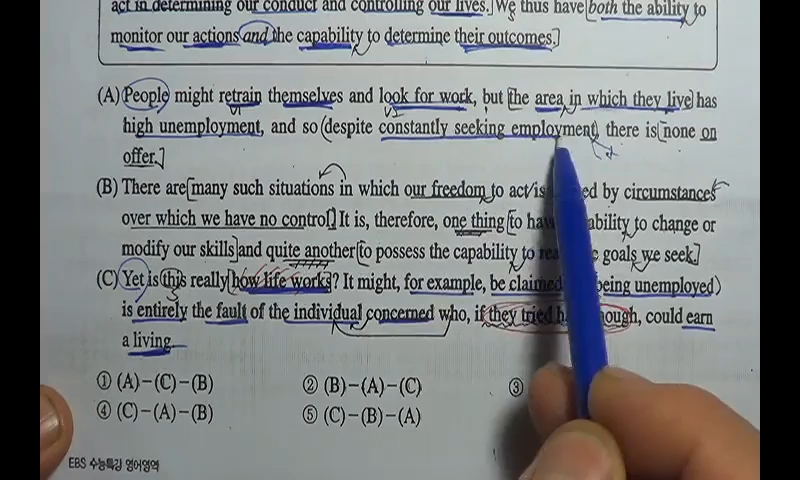 act in determining our conduct and controlling our lives. We thus have both the ability to
monitor our actions and the capability to determine their outcomes.
(A) People might retrain themselves and look for work, but the area in which they live has
high unemployment, and so (despite constantly seeking employment), there is none on
offer.
(B) There are many such situations in which our freedom to act is by circumstances
over which we have no control. It is, therefore, one thing to have ability to change or
modify our skills and quite another to possess the capability to goals we seek.
(C) Yet is this really how life works? It might, for example, be claimed being unemployed
is entirely the fault of the individual concerned who, if they tried, could earn
a living.
① (A)－(C)－(B) ② (B)－(A)－(C) ③
④ (C)－(A)－(B) ⑤ (C)－(B)－(A)
EBS 수능특강 영어영역